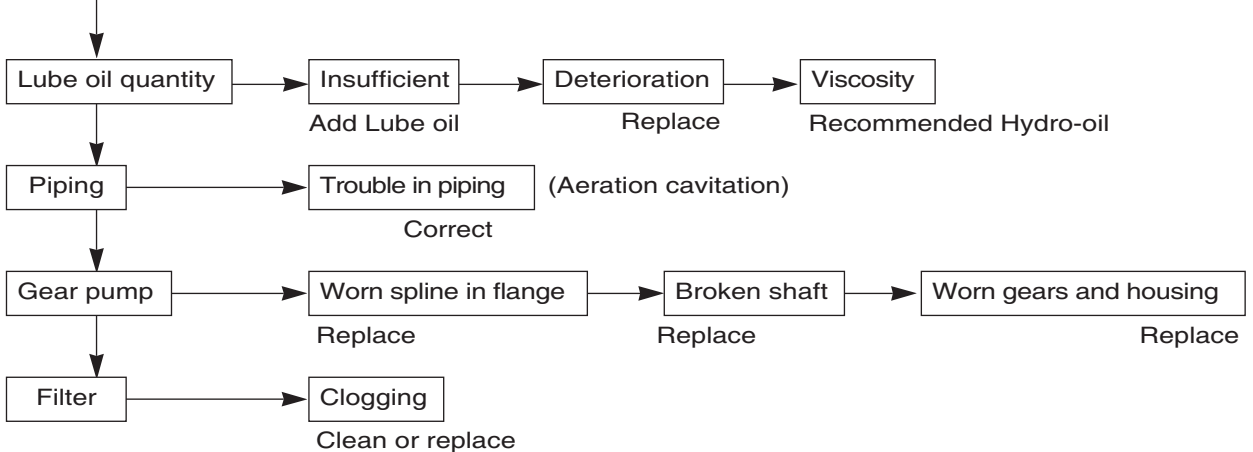 Lube oil quantity Insufficient Deterioration Viscosity
Add Lube oil Replace Recommended Hydro-oil
Piping Trouble in piping (Aeration cavitation)
Correct
Gear pump Worn spline in flange Broken shaft Worn gears and housing
Replace Replace Replace
Filter Clogging
Clean or replace